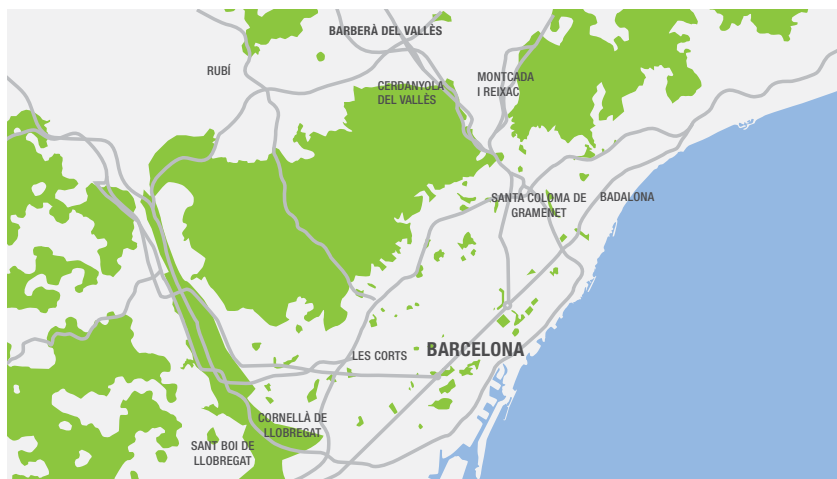 BARBERÀ DEL VALLÈS
RUBÍ
CERDANYOLA
DEL VALLÈS
MONTCADA
I REIXAC
SANTA COLOMA DE
GRAMENET
BADALONA
LES CORTS
BARCELONA
CORNELLÀ DE
LLOBREGAT
SANT BOI DE
LLOBREGAT